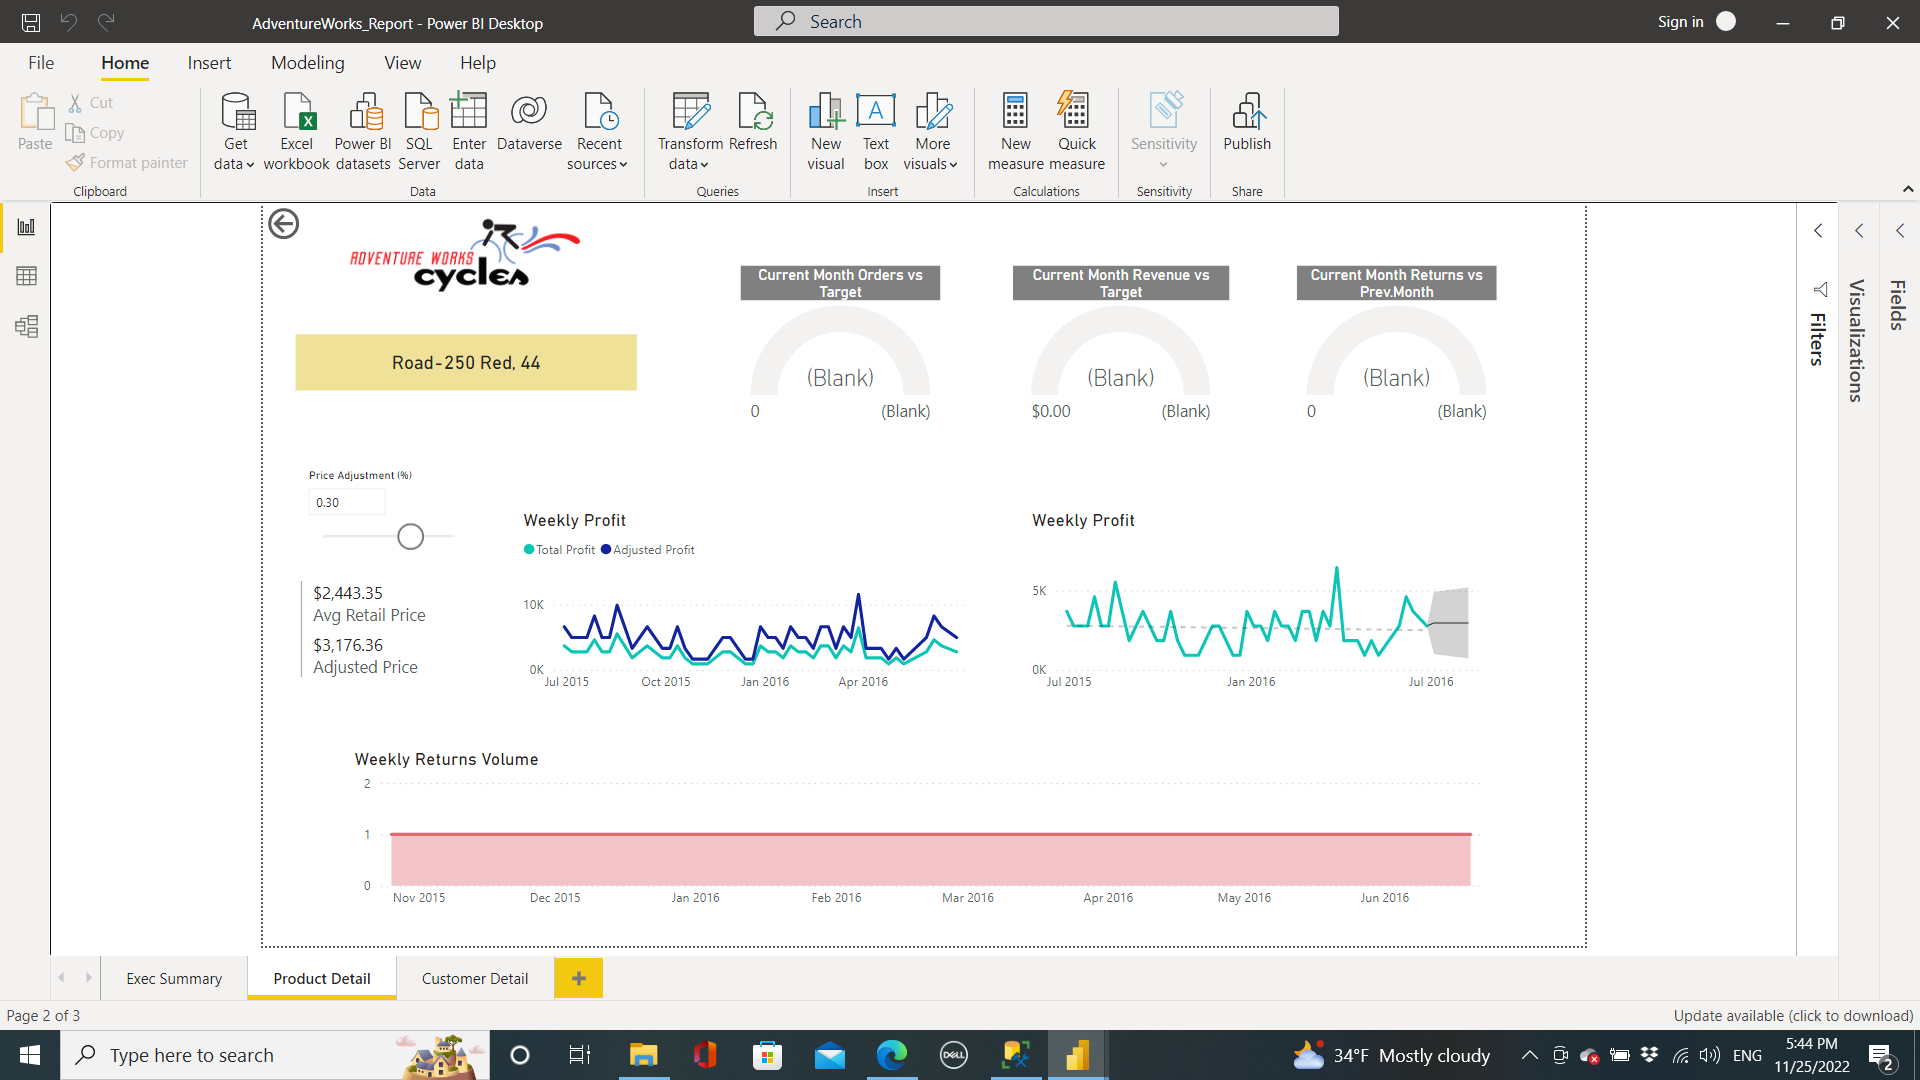 AdventureWorks_Report - Power BI Desktop
Search
Sign in
File
Home
Insert
Modeling
View
Help
Paste
Cut
Copy
Format painter
Clipboard
Get data
Excel workbook
Power BI datasets
SQL Server
Enter data
Dataverse
Recent sources
Data
Transform data
Refresh
Queries
New visual
Text box
More visuals
Insert
New measure
Quick measure
Calculations
Sensitivity
Sensitivity
Publish
Share
ADVENTURE WORKS
cycles
Current Month Orders vs
Target
(Blank)
0
(Blank)
Current Month Revenue vs
Target
(Blank)
$0.00
(Blank)
Current Month Returns vs
Prev.Month
(Blank)
0
(Blank)
Road-250 Red, 44
Price Adjustment (%)
0.30
$2,443.35
Avg Retail Price
$3,176.36
Adjusted Price
Weekly Profit
Total Profit
Adjusted Profit
10K
0K
Jul 2015
Oct 2015
Jan 2016
Apr 2016
Weekly Profit
5K
0K
Jul 2015
Jan 2016
Jul 2016
Weekly Returns Volume
2
1
0
Nov 2015
Dec 2015
Jan 2016
Feb 2016
Mar 2016
Apr 2016
May 2016
Jun 2016
Filters
Visualizations
Fields
Exec Summary
Product Detail
Customer Detail
Page 2 of 3
Update available (click to download)
Type here to search
DELL
34°F Mostly cloudy
ENG
5:44 PM
11/25/2022
2